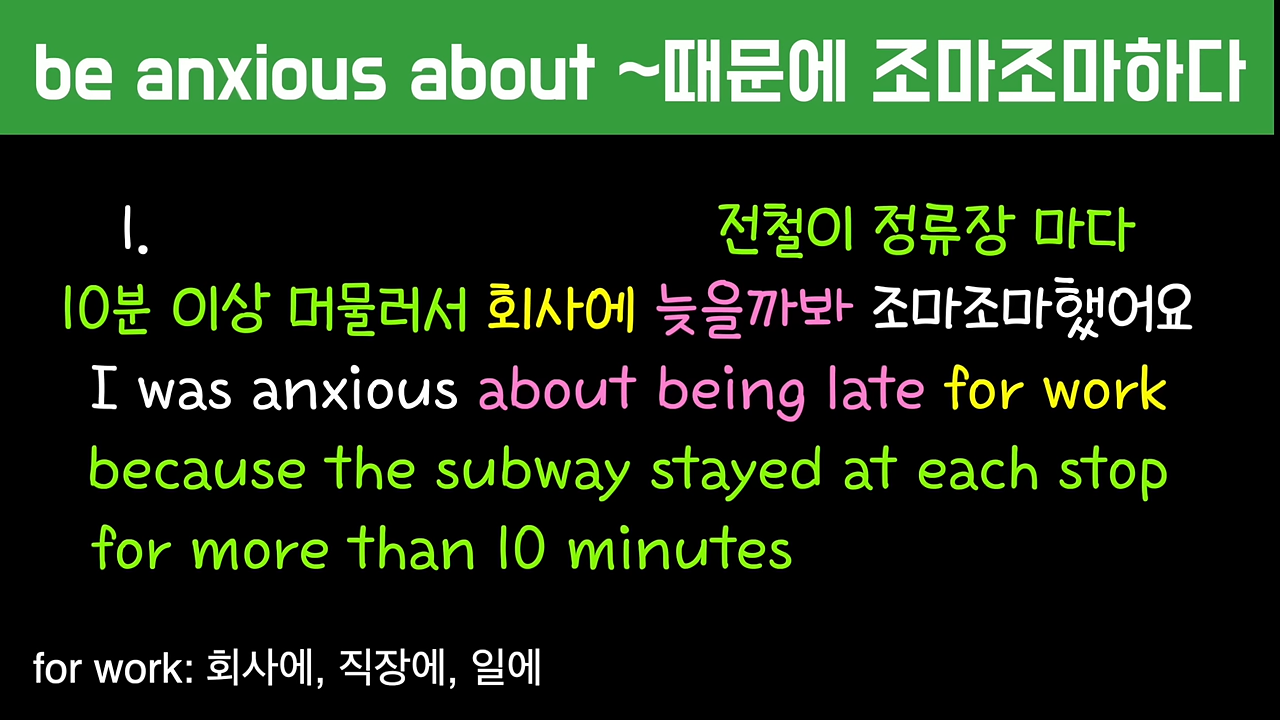 be anxious about ~때문에 조마조마하다
1. 전철이 정류장 마다
10분 이상 머물러서 회사에 늦을까봐 조마조마했어요
I was anxious about being late for work
because the subway stayed at each stop
for more than 10 minutes
for work: 회사에, 직장에, 일에